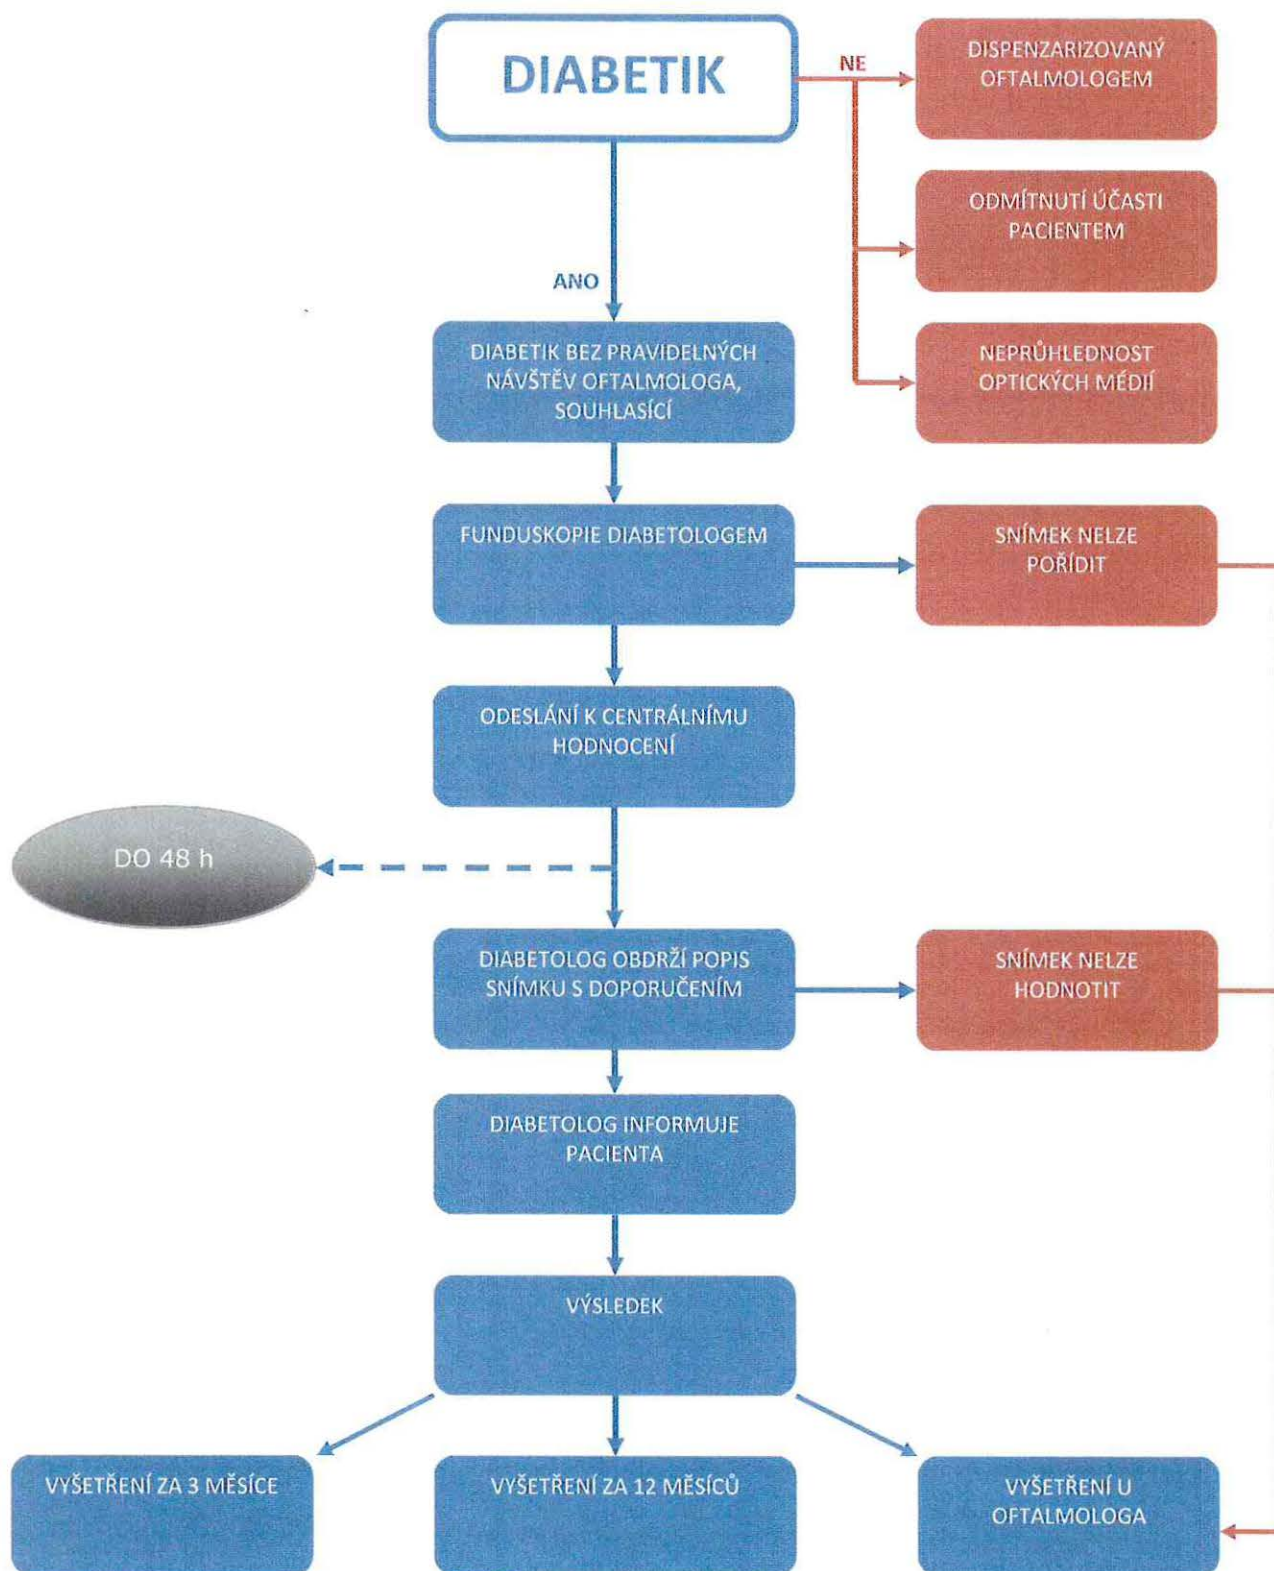 DIABETIK
NE
DISPENZARIZOVANÝ
OFTALMOLOGEM
ODMÍTNUTÍ ÚČASTI
PACIENTEM
ANO
NEPRŮHLEDNOST
OPTICKÝCH MÉDIÍ
DIABETIK BEZ PRAVIDELNÝCH
NÁVŠTĚV OFTALMOLOGA,
SOUHLASÍCÍ
FUNDUSKOPIE DIABETOLOGEM
SNÍMEK NELZE
POŘÍDIT
ODESLÁNÍ K CENTRÁLNÍMU
HODNOCENÍ
DO 48 h
DIABETOLOG OBDRŽÍ POPIS
SNÍMKU S DOPORUČENÍM
SNÍMEK NELZE
HODNOTIT
DIABETOLOG INFORMUJE
PACIENTA
VÝSLEDEK
VYŠETŘENÍ ZA 3 MĚSÍCE
VYŠETŘENÍ ZA 12 MĚSÍCŮ
VYŠETŘENÍ U
OFTALMOLOGA